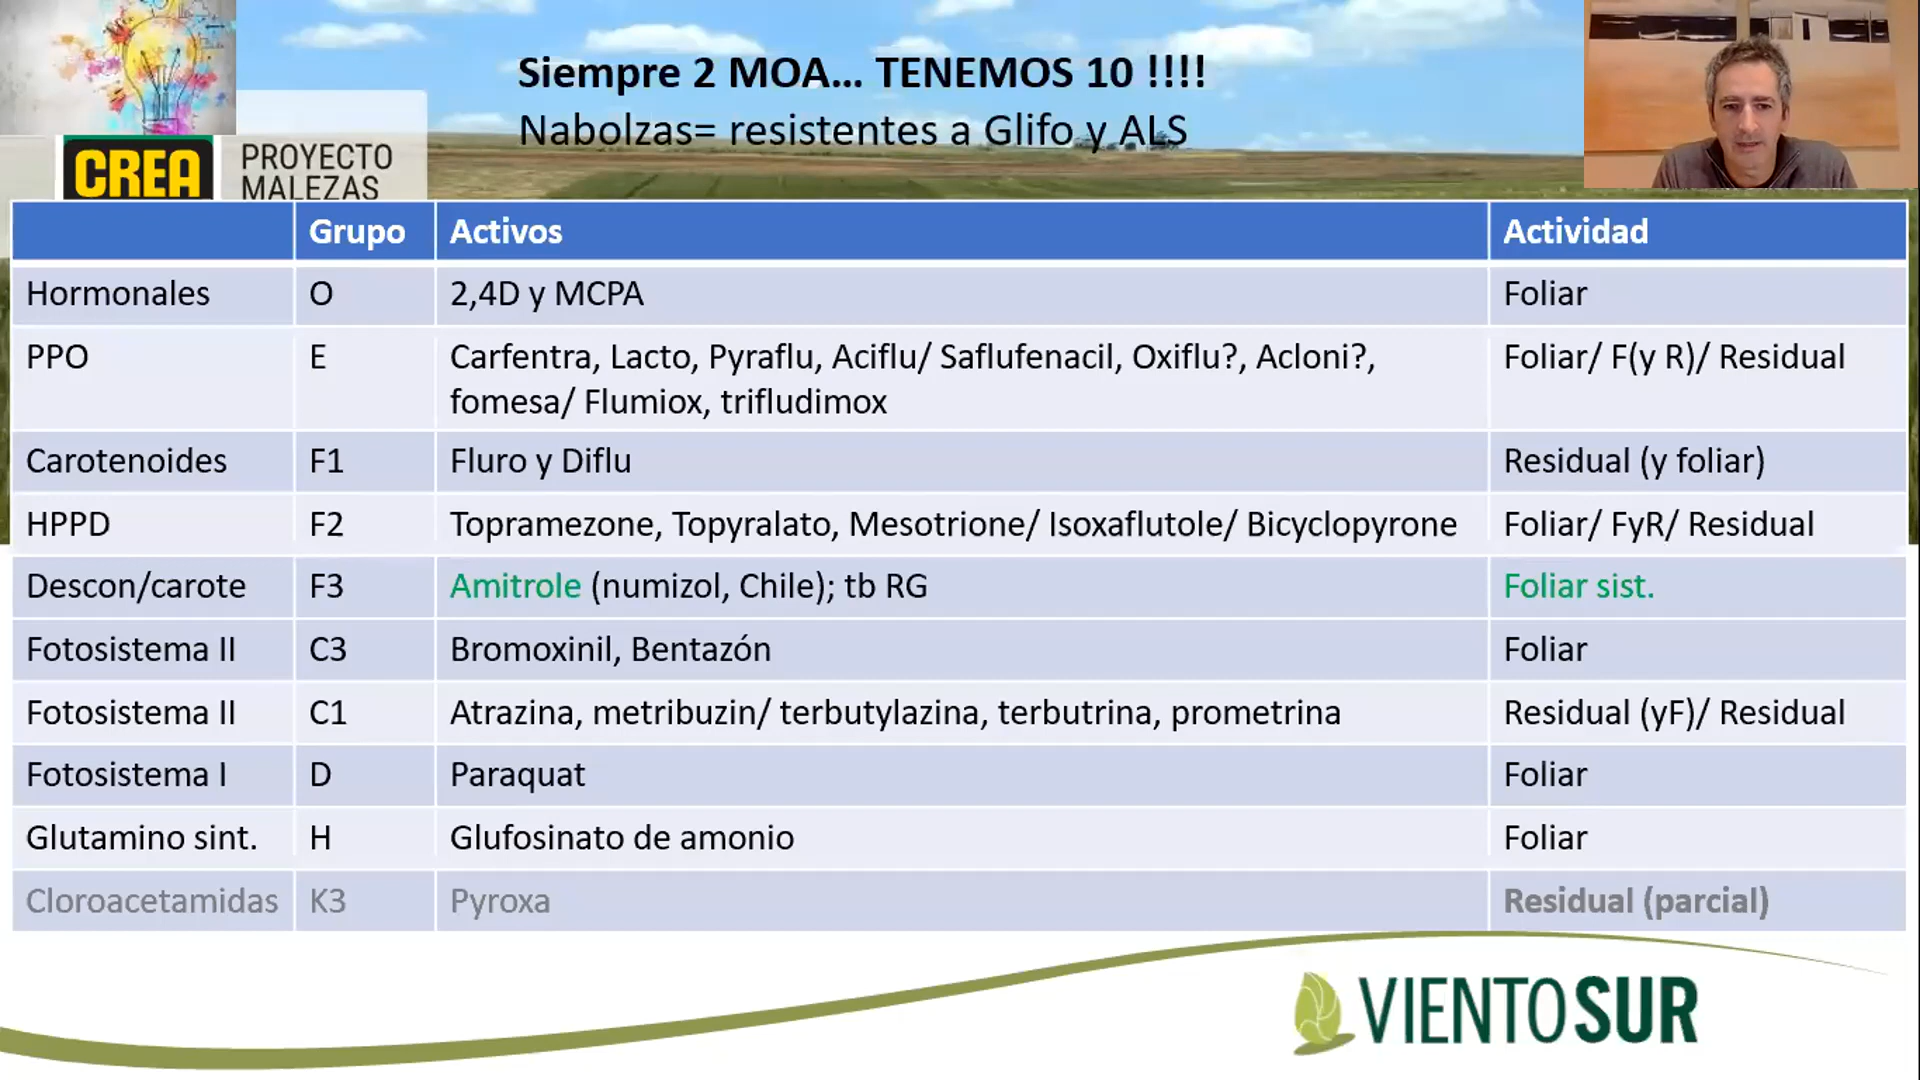 Siempre 2 MOA... TENEMOS 10 !!!!
Nabolzas= resistentes a Glifo y ALS
CREA
PROYECTO
MALEZAS
Grupo Activos Actividad
Hormonales O 2,4D y MCPA Foliar
PPO E Carfentra, Lacto, Pyraflu, Aciflu/ Saflufenacil, Oxiflu?, Acloni?, Foliar/ F(y R)/ Residual
fomesa/ Flumiox, trifludimox
Carotenoides F1 Fluro y Diflu Residual (y foliar)
HPPD F2 Topramezone, Topyralato, Mesotrione/ Isoxaflutole/ Bicyclopyrone Foliar/ FyR/ Residual
Descon/carote F3 Amitrole (numizol, Chile); tb RG Foliar sist.
Fotosistema II C3 Bromoxinil, Bentazón Foliar
Fotosistema II C1 Atrazina, metribuzin/ terbutylazina, terbutrina, prometrina Residual (yF)/ Residual
Fotosistema I D Paraquat Foliar
Glutamino sint. H Glufosinato de amonio Foliar
Cloroacetamidas K3 Pyroxa Residual (parcial)
VIENTOSUR